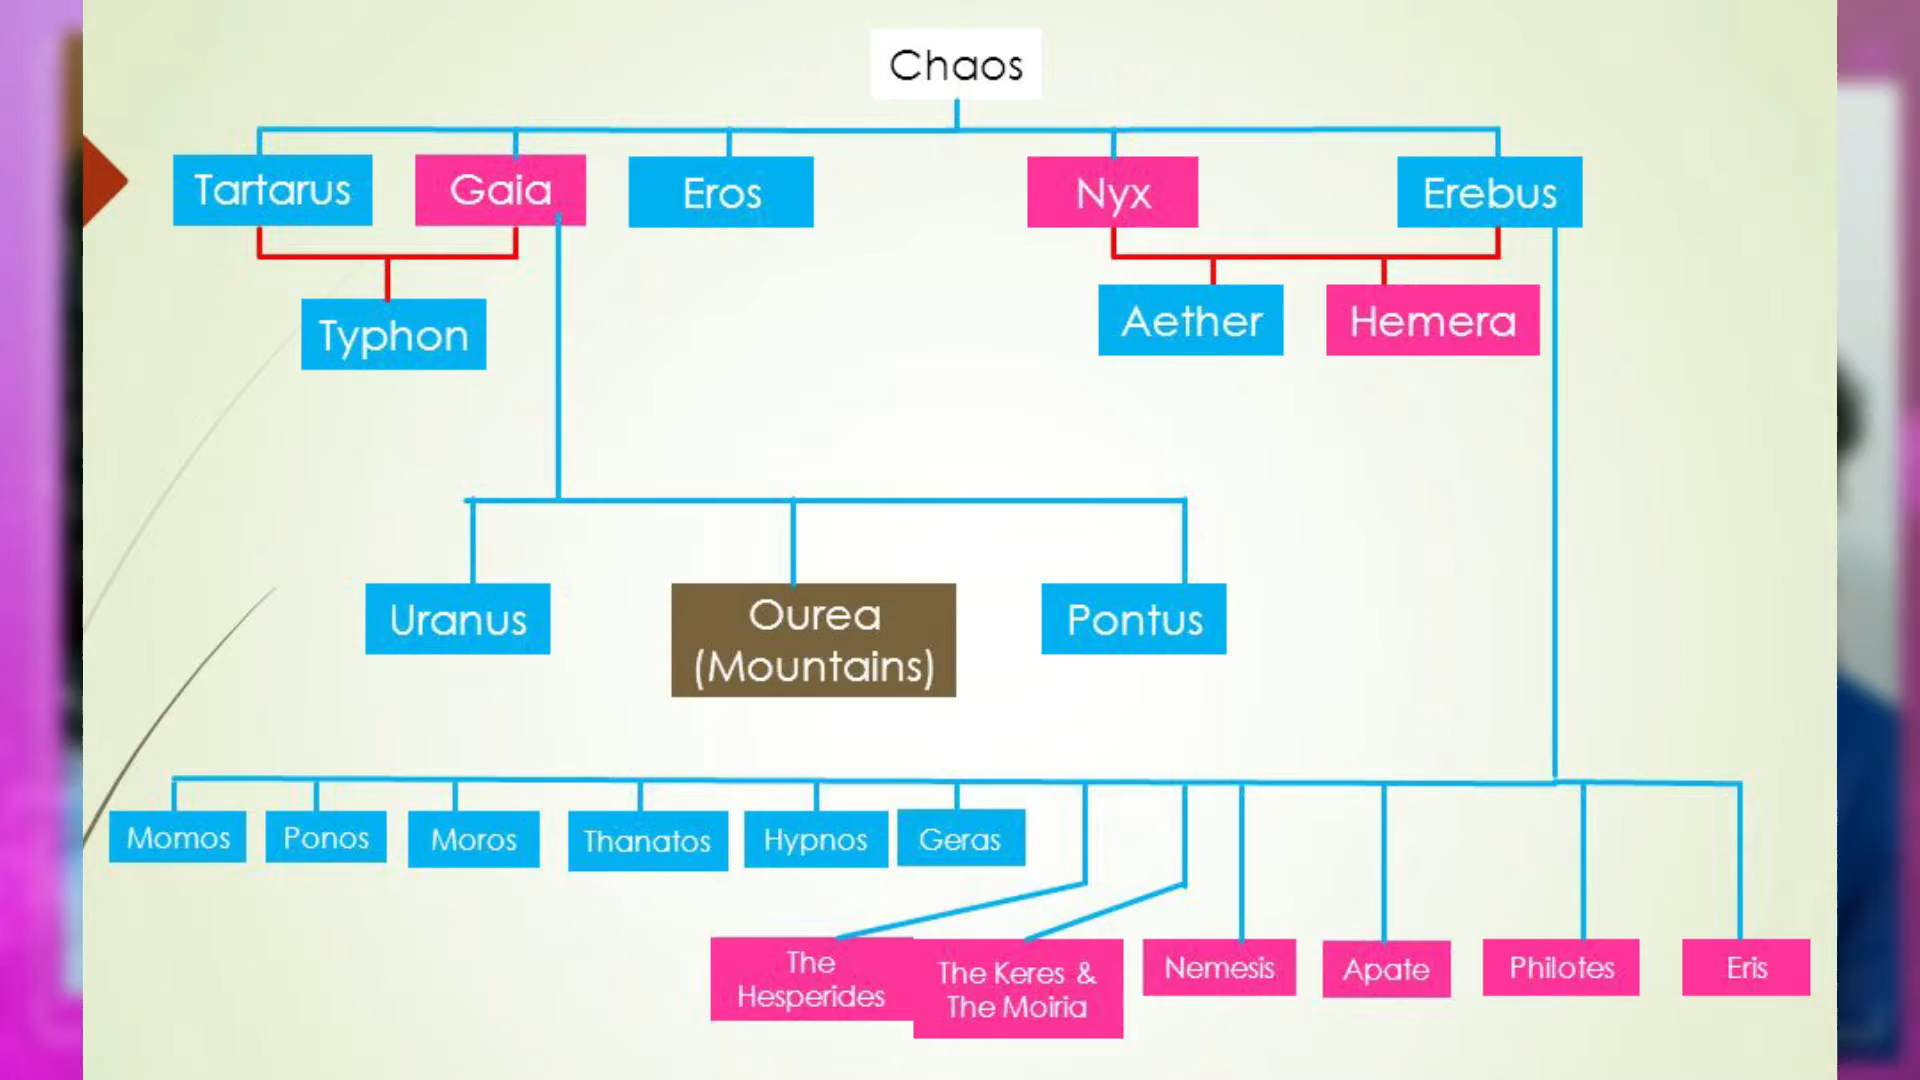 Chaos
Tartarus
Gaia
Eros
Nyx
Erebus
Typhon
Aether
Hemera
Uranus
Ourea
(Mountains)
Pontus
Momos
Ponos
Moros
Thanatos
Hypnos
Geras
The
Hesperides
The Keres &
The Moiria
Nemesis
Apate
Philotes
Eris